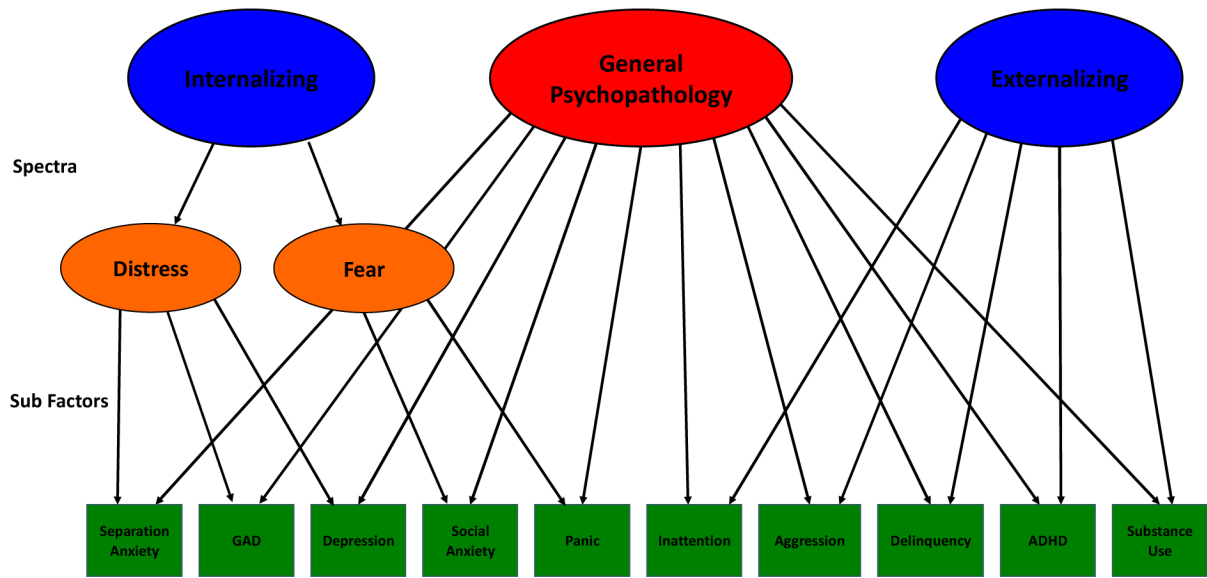 Internalizing
General
Psychopathology
Externalizing
Spectra
Distress
Fear
Sub Factors
Separation
Anxiety
GAD
Depression
Social
Anxiety
Panic
Inattention
Aggression
Delinquency
ADHD
Substance
Use